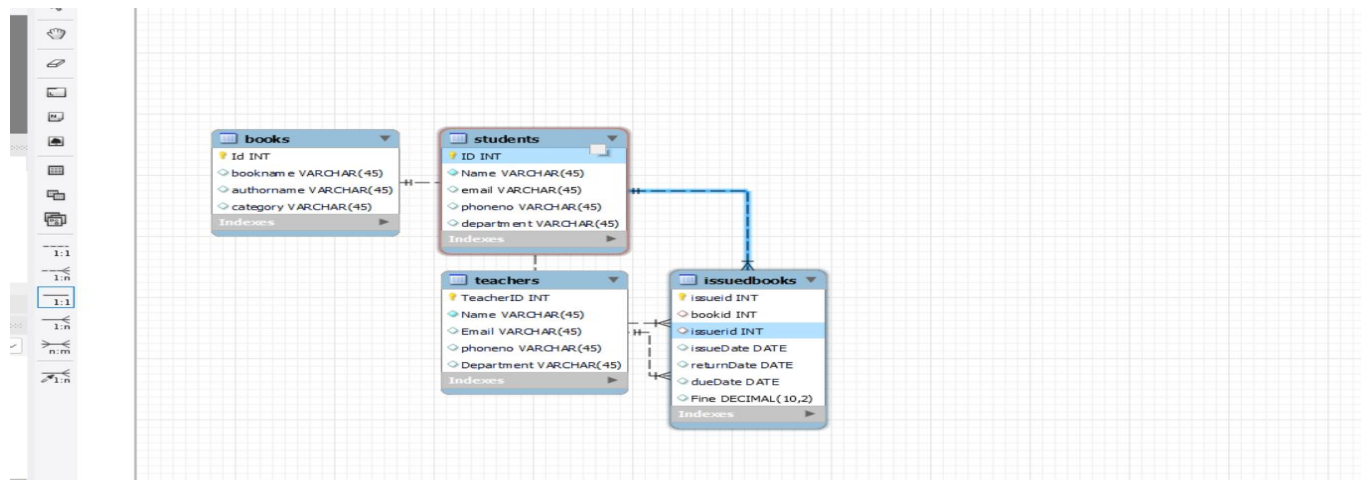 1:1
1:n
1:1
1:n
n:m
1:n
books
Id INT
bookname VARCHAR(45)
authorname VARCHAR(45)
category VARCHAR(45)
Indexes
students
ID INT
Name VARCHAR(45)
email VARCHAR(45)
phoneno VARCHAR(45)
department VARCHAR(45)
Indexes
teachers
TeacherID INT
Name VARCHAR(45)
Email VARCHAR(45)
phoneno VARCHAR(45)
Department VARCHAR(45)
Indexes
issuedbooks
issueid INT
bookid INT
issuerid INT
issueDate DATE
returnDate DATE
dueDate DATE
Fine DECIMAL(10,2)
Indexes